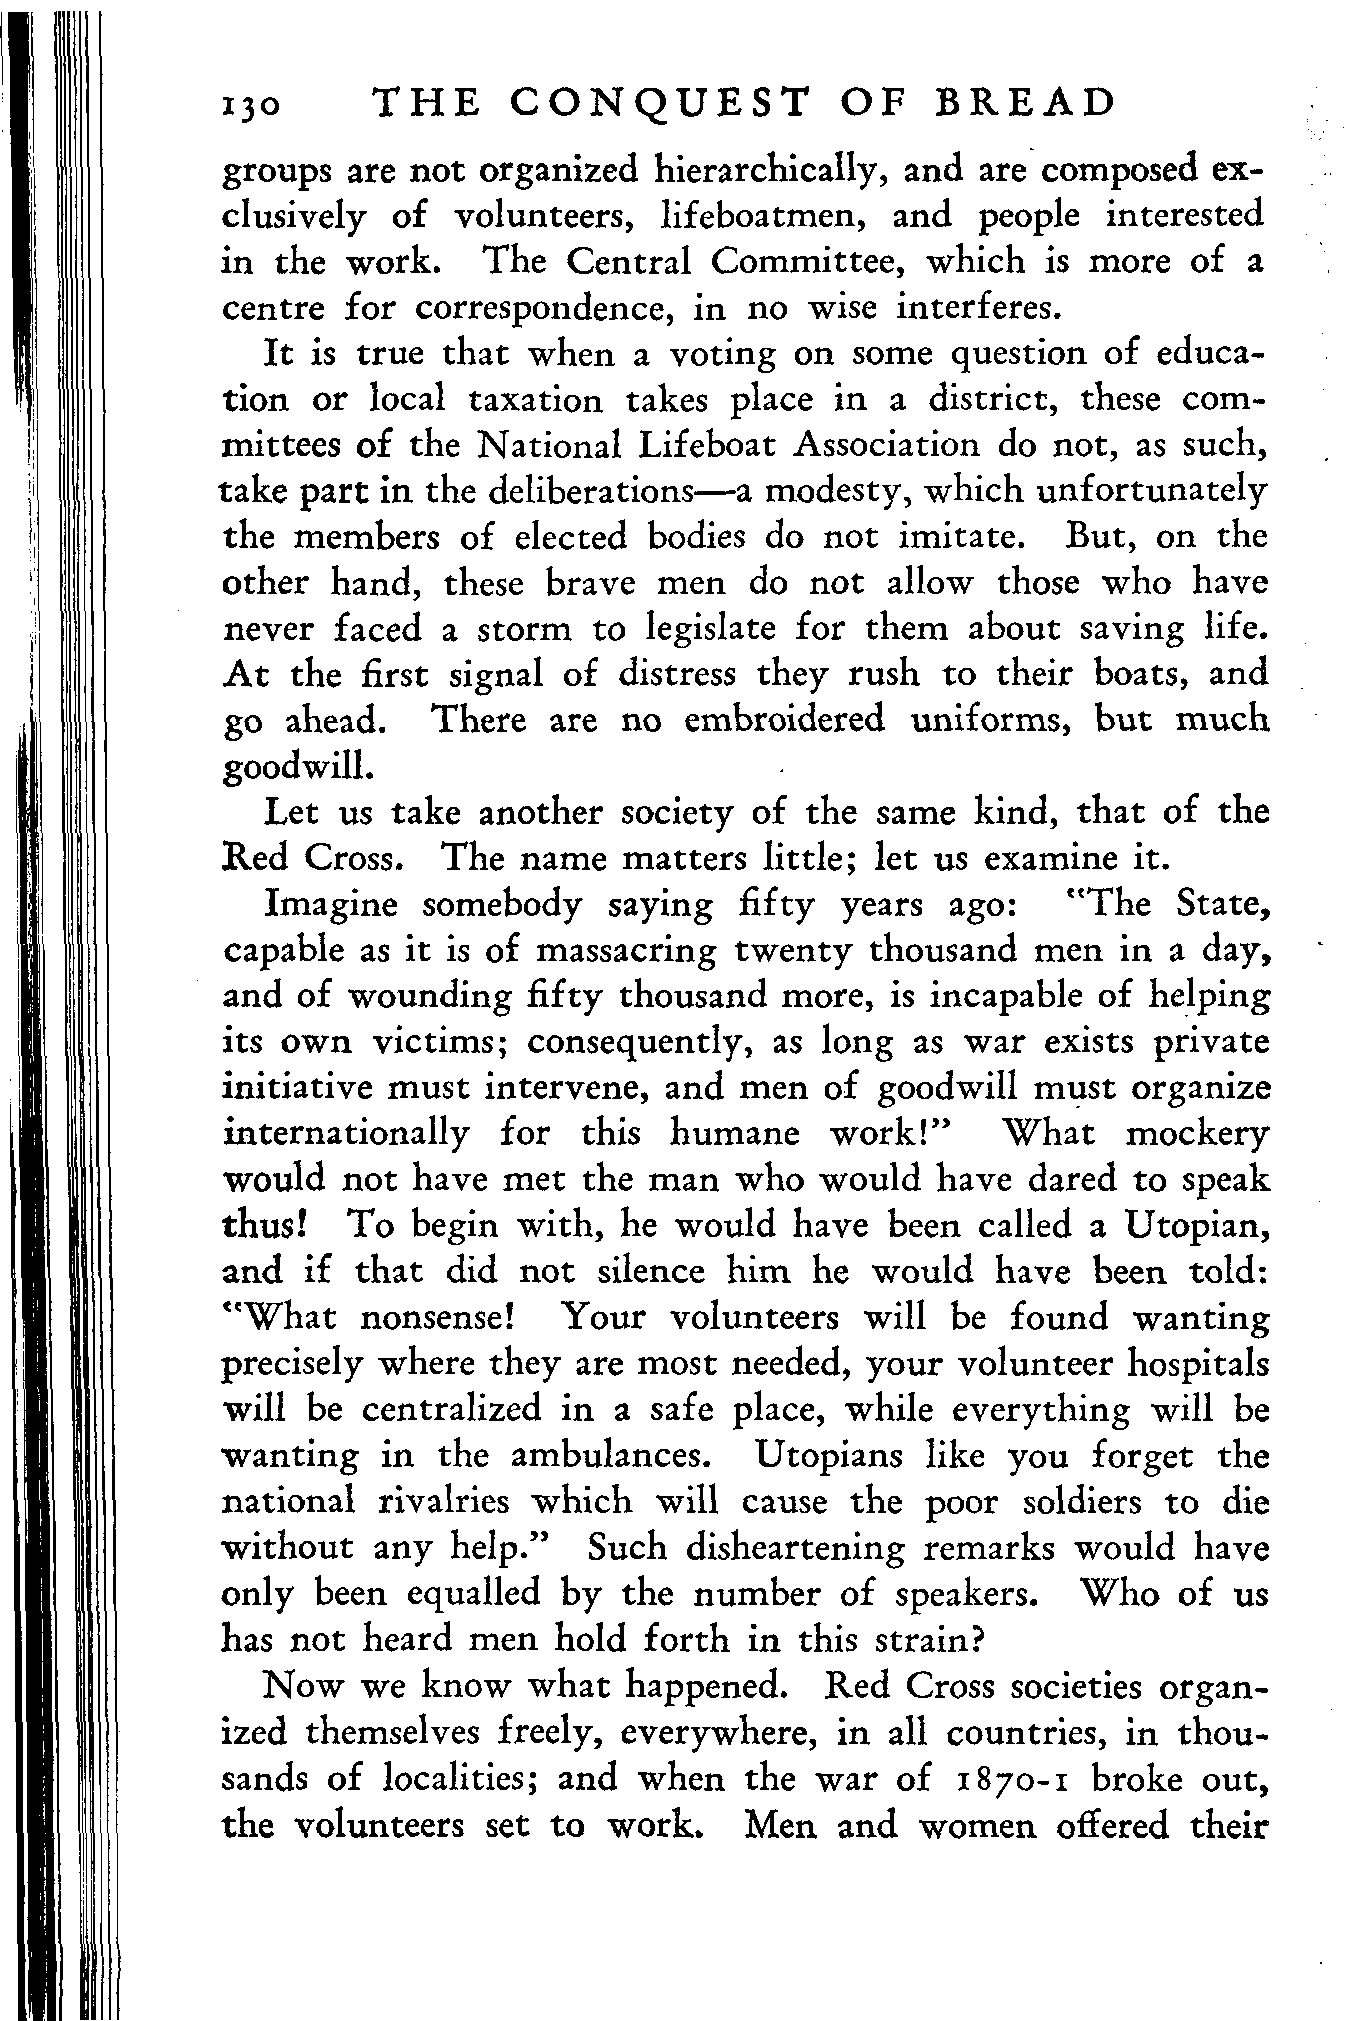 130 THE CONQUEST OF BREAD
groups are not organized hierarchically, and are composed ex-
clusively of volunteers, lifeboatmen, and people interested
in the work. The Central Committee, which is more of a
centre for correspondence, in no wise interferes.
It is true that when a voting on some question of educa-
tion or local taxation takes place in a district, these com-
mittees of the National Lifeboat Association do not, as such,
take part in the deliberations—a modesty, which unfortunately
the members of elected bodies do not imitate. But, on the
other hand, these brave men do not allow those who have
never faced a storm to legislate for them about saving life.
At the first signal of distress they rush to their boats, and
go ahead. There are no embroidered uniforms, but much
goodwill.
Let us take another society of the same kind, that of the
Red Cross. The name matters little; let us examine it.
Imagine somebody saying fifty years ago: "The State,
capable as it is of massacring twenty thousand men in a day,
and of wounding fifty thousand more, is incapable of helping
its own victims; consequently, as long as war exists private
initiative must intervene, and men of goodwill must organize
internationally for this humane work!" What mockery
would not have met the man who would have dared to speak
thus! To begin with, he would have been called a Utopian,
and if that did not silence him he would have been told:
"What nonsense! Your volunteers will be found wanting
precisely where they are most needed, your volunteer hospitals
will be centralized in a safe place, while everything will be
wanting in the ambulances. Utopians like you forget the
national rivalries which will cause the poor soldiers to die
without any help." Such disheartening remarks would have
only been equalled by the number of speakers. Who of us
has not heard men hold forth in this strain?
Now we know what happened. Red Cross societies organ-
ized themselves freely, everywhere, in all countries, in thou-
sands of localities; and when the war of 1870-1 broke out,
the volunteers set to work. Men and women offered their